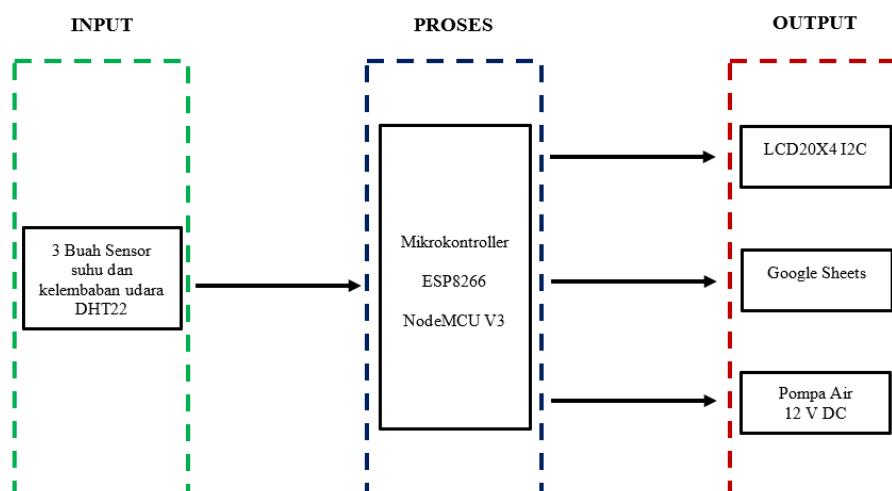 INPUT
PROSES
OUTPUT
3 Buah Sensor
suhu dan
kelembaban udara
DHT22
Mikrokontroller
ESP8266
NodeMCU V3
LCD20X4 I2C
Google Sheets
Pompa Air
12 V DC